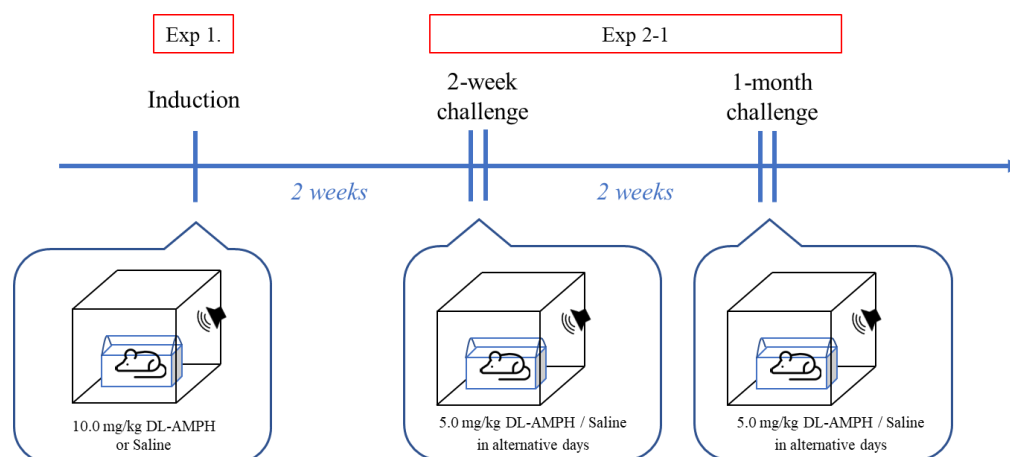 Exp 1.
Exp 2-1
Induction
2-week
challenge
1-month
challenge
2 weeks
2 weeks
10.0 mg/kg DL-AMPH
or Saline
5.0 mg/kg DL-AMPH / Saline
in alternative days
5.0 mg/kg DL-AMPH / Saline
in alternative days